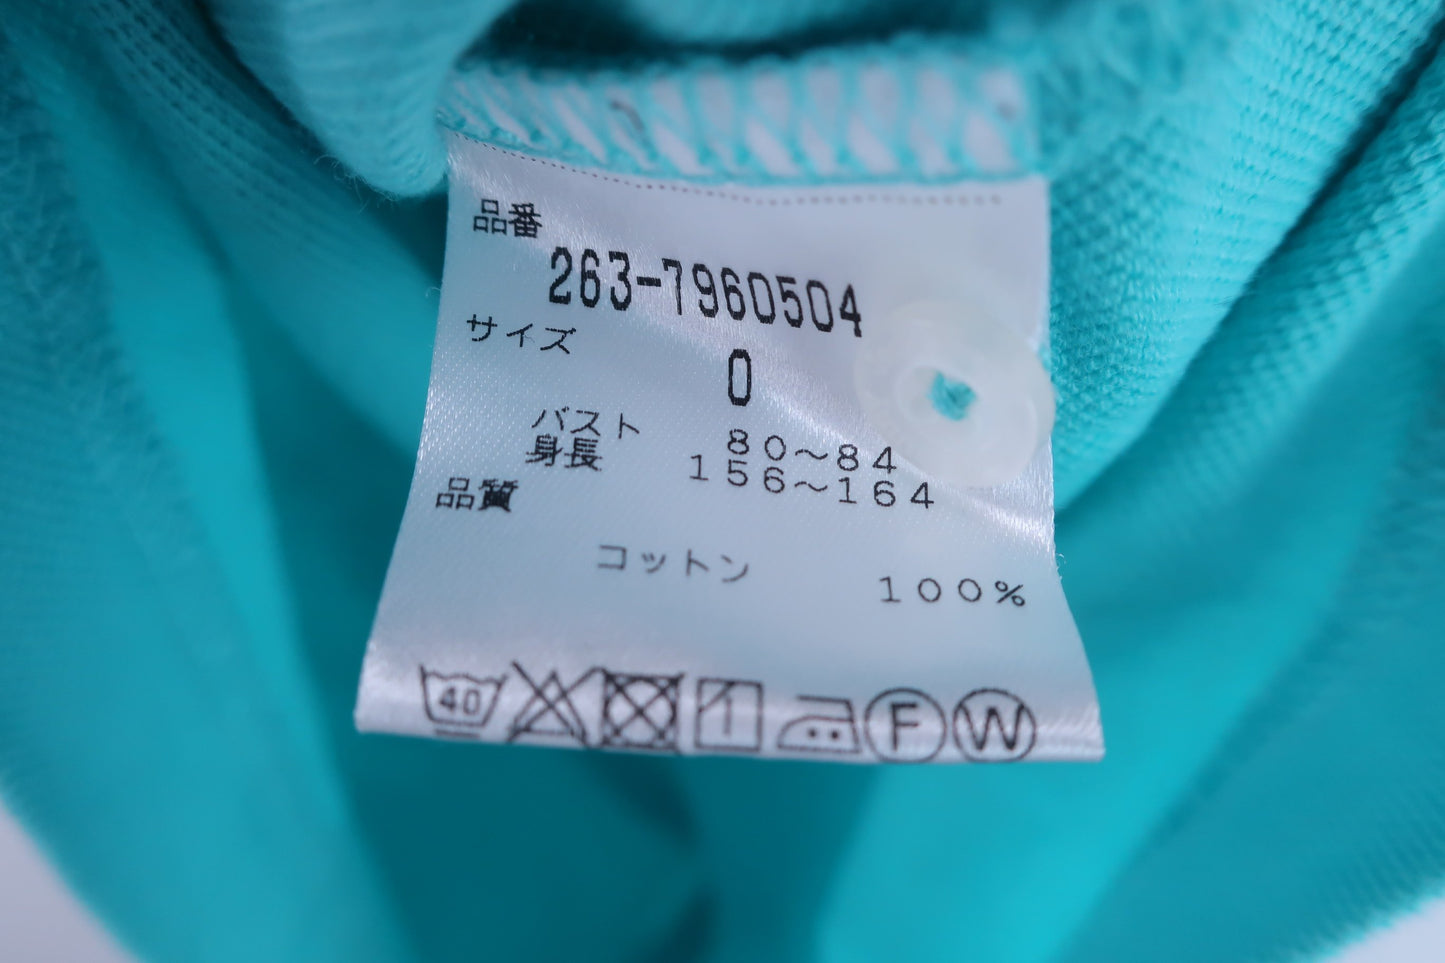 品番
263-7960504
サイズ
0
バスト 80~84
身長 156~164
品質
コットン 100%
40 F W